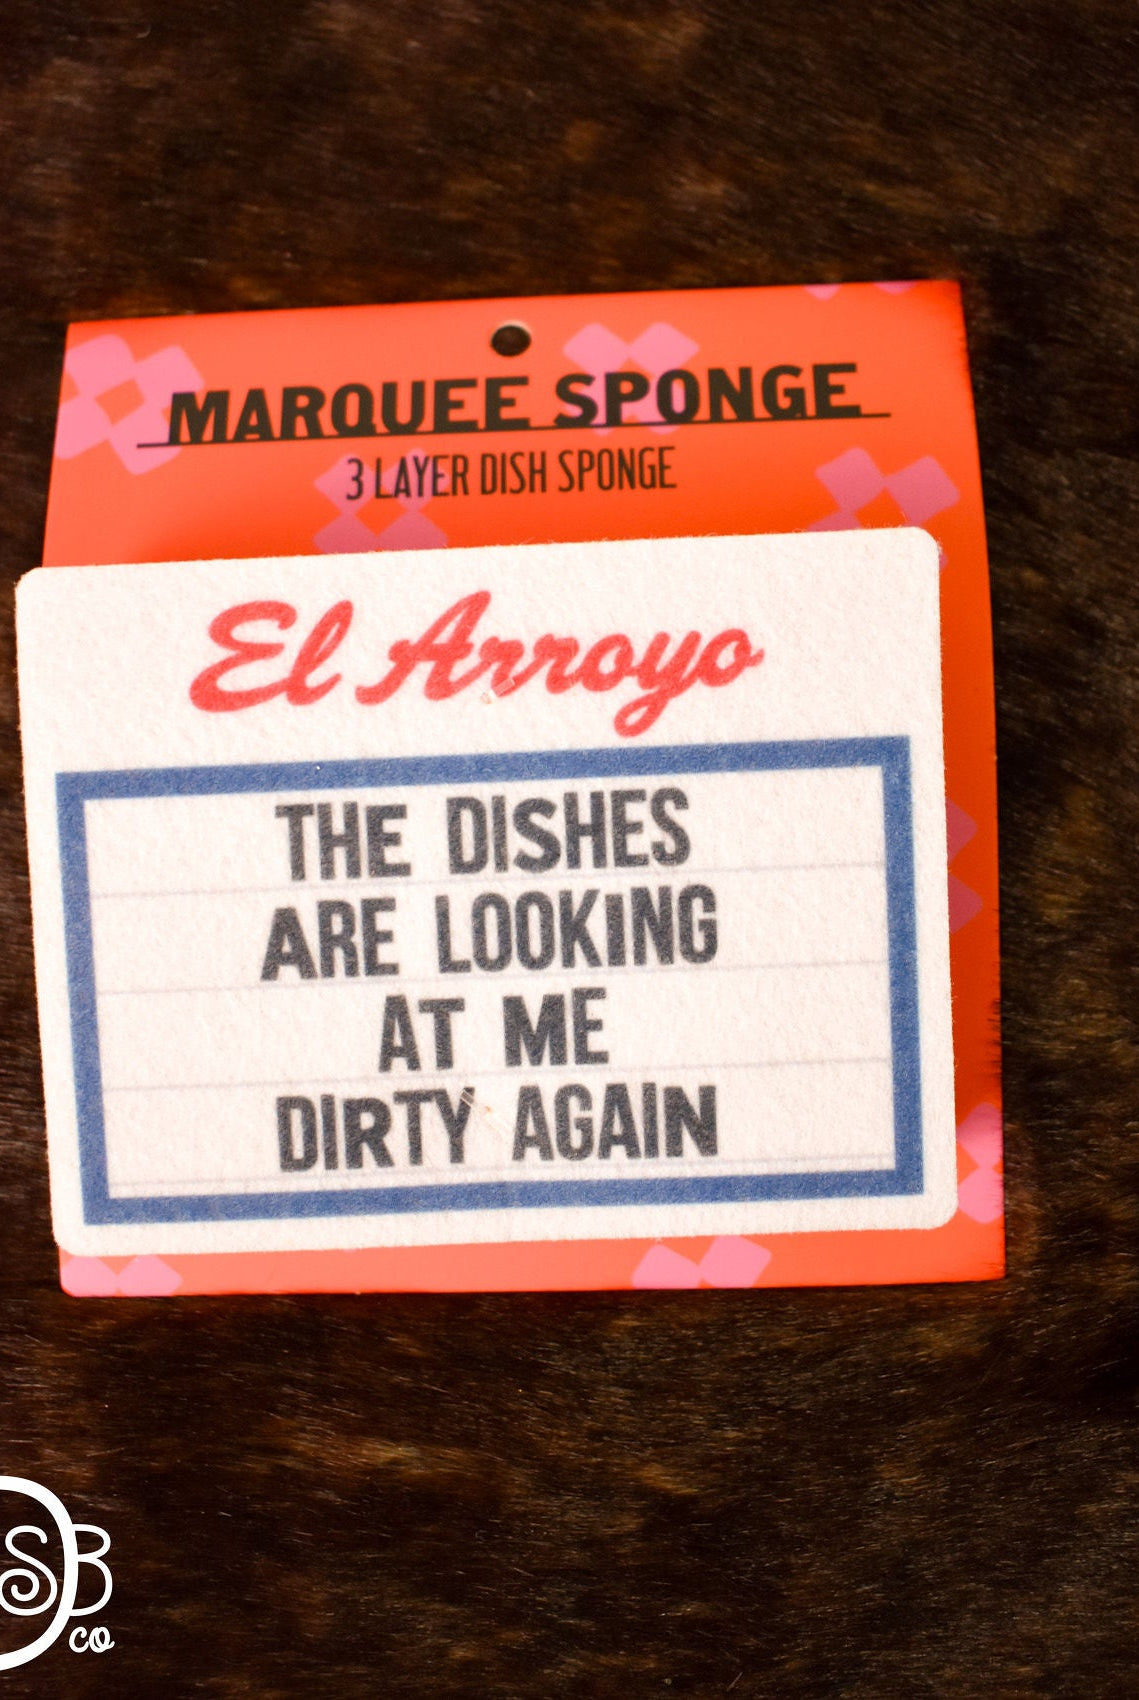 MARQUEE SPONGE
3 LAYER DISH SPONGE
El Arroyo
THE DISHES
ARE LOOKING
AT ME
DIRTY AGAIN
SB
co